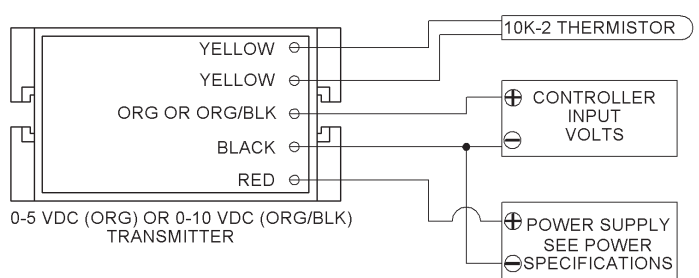 YELLOW
YELLOW
ORG OR ORG/BLK
BLACK
RED
0-5 VDC (ORG) OR 0-10 VDC (ORG/BLK)
TRANSMITTER
10K-2 THERMISTOR
CONTROLLER
INPUT
VOLTS
POWER SUPPLY
SEE POWER
SPECIFICATIONS